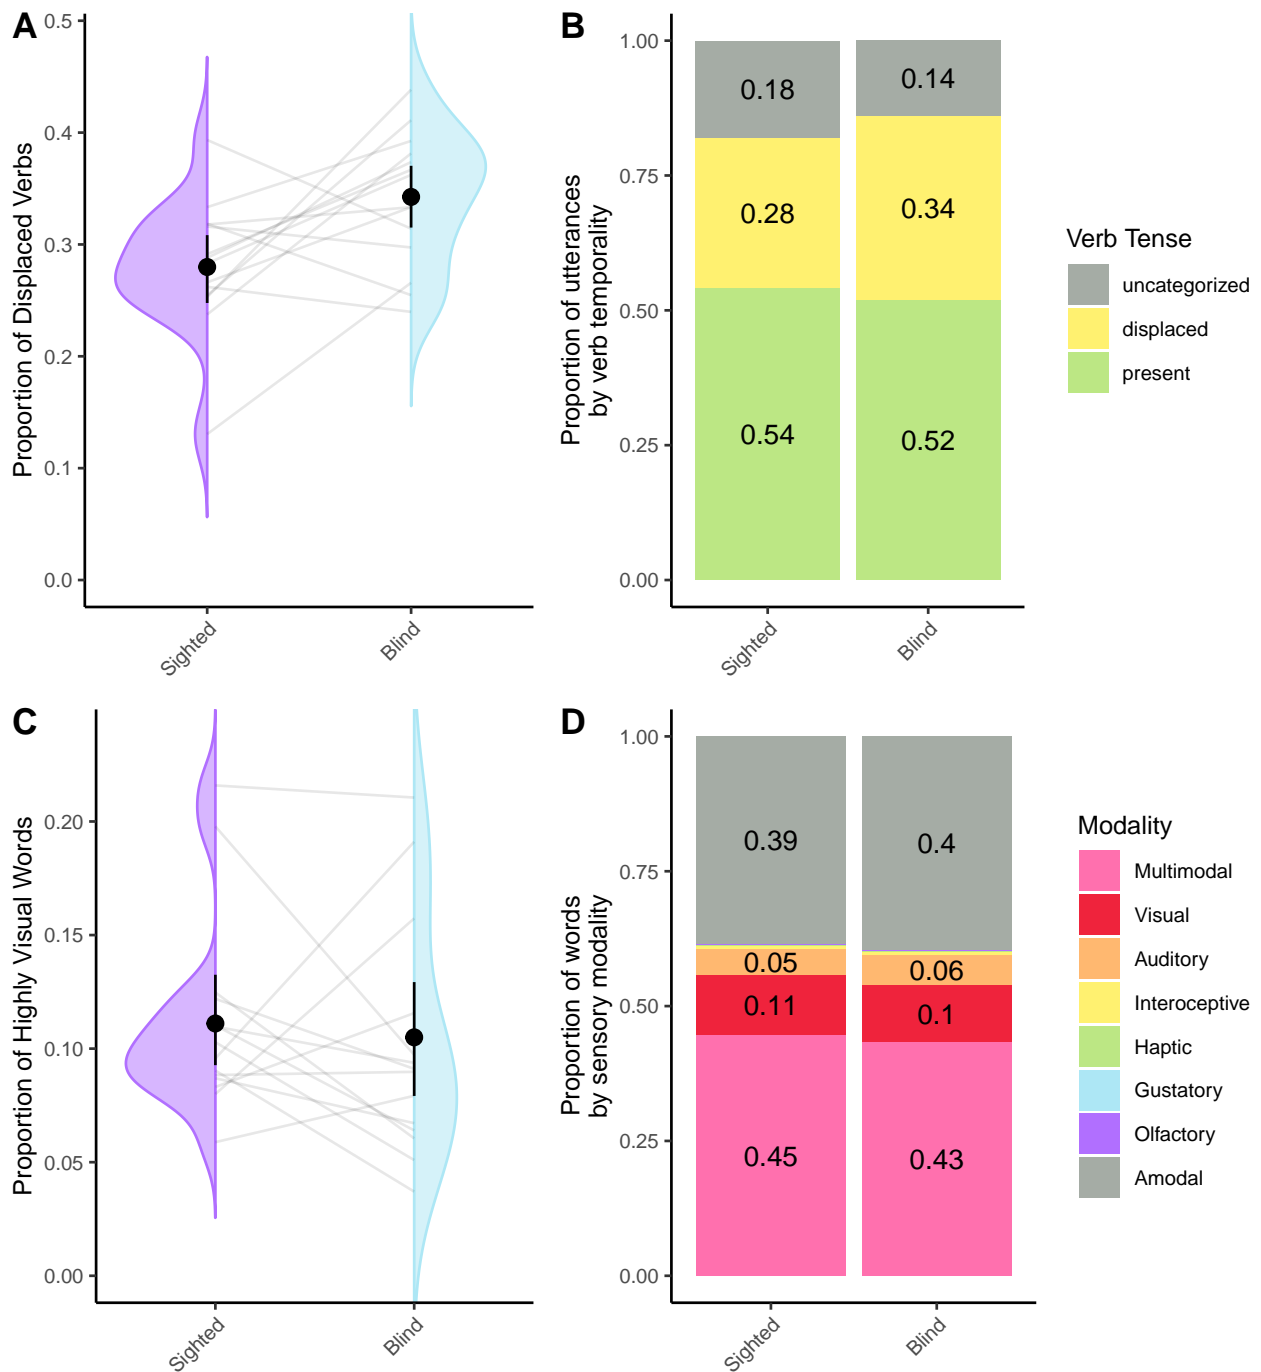 A
Proportion of Displaced Verbs
0.5
0.4
0.3
0.2
0.1
0.0
Sighted
Blind
B
Proportion of utterances
by verb temporality
1.00
0.75
0.50
0.25
0.00
0.18
0.14
0.28
0.34
0.54
0.52
Sighted
Blind
Verb Tense
uncategorized
displaced
present
C
Proportion of Highly Visual Words
0.20
0.15
0.10
0.05
0.00
Sighted
Blind
D
Proportion of words
by sensory modality
1.00
0.75
0.50
0.25
0.00
0.39
0.4
0.05
0.06
0.11
0.1
0.45
0.43
Sighted
Blind
Modality
Multimodal
Visual
Auditory
Interoceptive
Haptic
Gustatory
Olfactory
Amodal